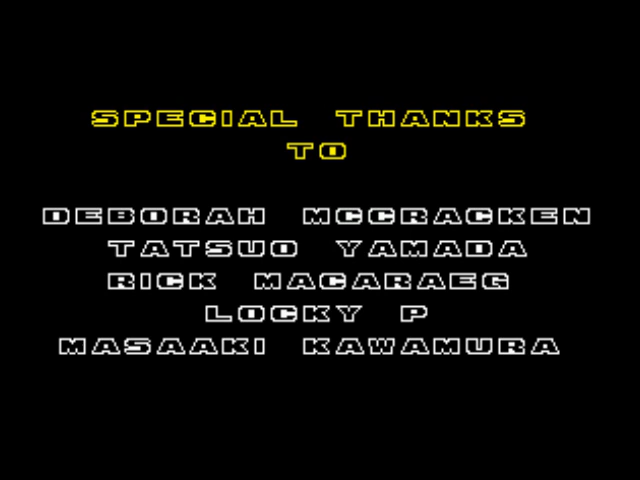 SPECIAL THANKS
TO
DEBORAH MCCRACKEN
TATSUO YAMADA
RICK MACARAEG
LOCKY P
MASAAKI KAWAMURA